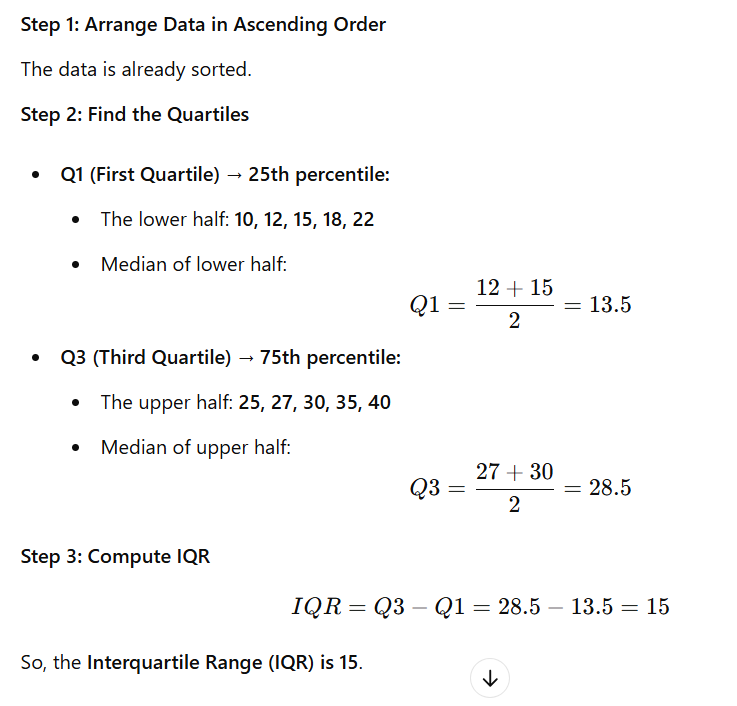 Step 1: Arrange Data in Ascending Order
The data is already sorted.
Step 2: Find the Quartiles
• Q1 (First Quartile) → 25th percentile:
• The lower half: 10, 12, 15, 18, 22
• Median of lower half:
Q1 = \frac{12 + 15}{2} = 13.5
• Q3 (Third Quartile) → 75th percentile:
• The upper half: 25, 27, 30, 35, 40
• Median of upper half:
Q3 = \frac{27 + 30}{2} = 28.5
Step 3: Compute IQR
IQR = Q3 − Q1 = 28.5 − 13.5 = 15
So, the Interquartile Range (IQR) is 15.